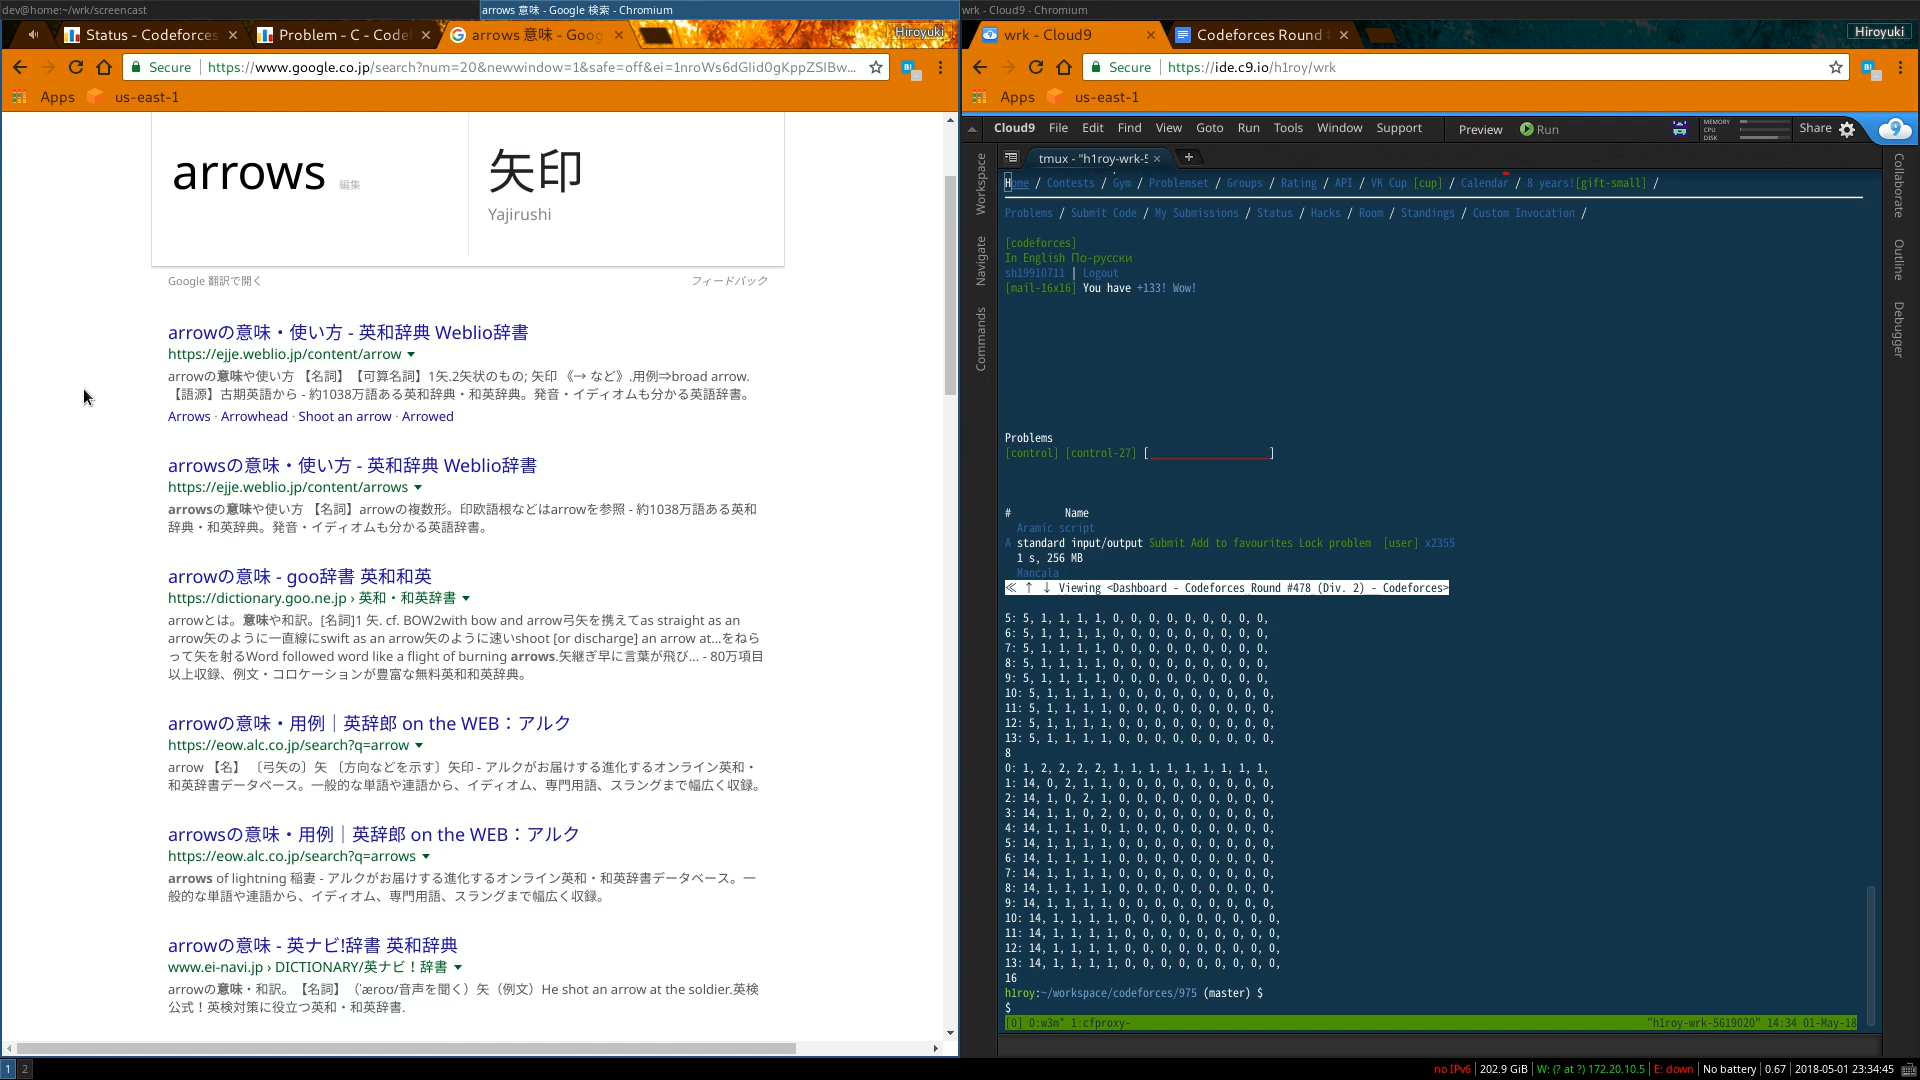 dev@home:~/wrk/screencast
arrows 意味 - Google 検索 - Chromium
Status - Codeforces
Problem - C - Codef
arrows 意味 - Goog
Hiroyuki
Secure
https://www.google.co.jp/search?num=20&newwindow=1&safe=off&ei=1nroWs6dGIid0gKppZSIBw...
Apps
us-east-1
arrows 編集
矢印
Yajirushi
Google 翻訳で開く
フィードバック
arrowの意味・使い方 - 英和辞典 Weblio辞書
https://ejje.weblio.jp/content/arrow
arrowの意味や使い方 【名詞】【可算名詞】1矢.2矢状のもの; 矢印 《→ など》.用例⇒broad arrow.
【語源】古期英語から - 約1038万語ある英和辞典・和英辞典。発音・イディオムも分かる英語辞書。
Arrows · Arrowhead · Shoot an arrow · Arrowed
arrowsの意味・使い方 - 英和辞典 Weblio辞書
https://ejje.weblio.jp/content/arrows
arrowsの意味や使い方 【名詞】arrowの複数形。印欧語根などはarrowを参照 - 約1038万語ある英和
辞典・和英辞典。発音・イディオムも分かる英語辞書。
arrowの意味 - goo辞書 英和和英
https://dictionary.goo.ne.jp › 英和・和英辞書
arrowとは。意味や和訳。[名詞]1 矢. cf. BOW2with bow and arrow弓矢を携えてas straight as an
arrow矢のように一直線にswift as an arrow矢のように速いshoot [or discharge] an arrow at...をねら
って矢を射るWord followed word like a flight of burning arrows.矢継ぎ早に言葉が飛び... - 80万項目
以上収録、例文・コロケーションが豊富な無料英和和英辞典。
arrowの意味・用例｜英辞郎 on the WEB：アルク
https://eow.alc.co.jp/search?q=arrow
arrow 【名】 〔弓矢の〕矢 〔方向などを示す〕矢印 - アルクがお届けする進化するオンライン英和・
和英辞書データベース。一般的な単語や連語から、イディオム、専門用語、スラングまで幅広く収録。
arrowsの意味・用例｜英辞郎 on the WEB：アルク
https://eow.alc.co.jp/search?q=arrows
arrows of lightning 稲妻 - アルクがお届けする進化するオンライン英和・和英辞書データベース。一
般的な単語や連語から、イディオム、専門用語、スラングまで幅広く収録。
arrowの意味 - 英ナビ!辞書 英和辞典
www.ei-navi.jp › DICTIONARY/英ナビ！辞書
arrowの意味・和訳。【名詞】（ˈæroʊ/音声を聞く）矢（例文）He shot an arrow at the soldier.英検
公式！英検対策に役立つ英和・和英辞書.
1 2
wrk - Cloud9 - Chromium
wrk - Cloud9
Codeforces Round
Hiroyuki
Secure
https://ide.c9.io/h1roy/wrk
Apps
us-east-1
Cloud9 File Edit Find View Goto Run Tools Window Support
Preview
Run
MEMORY
CPU
DISK
Share
Workspace
Navigate
Commands
Collaborate
Outline
Debugger
tmux - "h1roy-wrk-5
Home / Contests / Gym / Problemset / Groups / Rating / API / VK Cup [cup] / Calendar / 8 years![gift-small] /
Problems / Submit Code / My Submissions / Status / Hacks / Room / Standings / Custom Invocation /
[codeforces]
In English По-русски
sh19910711 | Logout
[mail-16x16] You have +133! Wow!
Problems
[control] [control-27] [____________________]
# Name
Aramic script
A standard input/output Submit Add to favourites Lock problem [user] x2355
1 s, 256 MB
Mancala
≪ ↑ ↓ Viewing <Dashboard - Codeforces Round #478 (Div. 2) - Codeforces>
5: 5, 1, 1, 1, 1, 0, 0, 0, 0, 0, 0, 0, 0, 0,
6: 5, 1, 1, 1, 1, 0, 0, 0, 0, 0, 0, 0, 0, 0,
7: 5, 1, 1, 1, 1, 0, 0, 0, 0, 0, 0, 0, 0, 0,
8: 5, 1, 1, 1, 1, 0, 0, 0, 0, 0, 0, 0, 0, 0,
9: 5, 1, 1, 1, 1, 0, 0, 0, 0, 0, 0, 0, 0, 0,
10: 5, 1, 1, 1, 1, 0, 0, 0, 0, 0, 0, 0, 0, 0,
11: 5, 1, 1, 1, 1, 0, 0, 0, 0, 0, 0, 0, 0, 0,
12: 5, 1, 1, 1, 1, 0, 0, 0, 0, 0, 0, 0, 0, 0,
13: 5, 1, 1, 1, 1, 0, 0, 0, 0, 0, 0, 0, 0, 0,
8
0: 1, 2, 2, 2, 2, 1, 1, 1, 1, 1, 1, 1, 1, 1,
1: 14, 0, 2, 1, 1, 0, 0, 0, 0, 0, 0, 0, 0, 0,
2: 14, 1, 0, 2, 1, 0, 0, 0, 0, 0, 0, 0, 0, 0,
3: 14, 1, 1, 0, 2, 0, 0, 0, 0, 0, 0, 0, 0, 0,
4: 14, 1, 1, 1, 0, 1, 0, 0, 0, 0, 0, 0, 0, 0,
5: 14, 1, 1, 1, 1, 0, 0, 0, 0, 0, 0, 0, 0, 0,
6: 14, 1, 1, 1, 1, 0, 0, 0, 0, 0, 0, 0, 0, 0,
7: 14, 1, 1, 1, 1, 0, 0, 0, 0, 0, 0, 0, 0, 0,
8: 14, 1, 1, 1, 1, 0, 0, 0, 0, 0, 0, 0, 0, 0,
9: 14, 1, 1, 1, 1, 0, 0, 0, 0, 0, 0, 0, 0, 0,
10: 14, 1, 1, 1, 1, 0, 0, 0, 0, 0, 0, 0, 0, 0,
11: 14, 1, 1, 1, 1, 0, 0, 0, 0, 0, 0, 0, 0, 0,
12: 14, 1, 1, 1, 1, 0, 0, 0, 0, 0, 0, 0, 0, 0,
13: 14, 1, 1, 1, 1, 0, 0, 0, 0, 0, 0, 0, 0, 0,
16
h1roy:~/workspace/codeforces/975 (master) $
$
[0] 0:w3m* 1:cfproxy-
"h1roy-wrk-5619020" 14:34 01-May-18
no IPv6 | 202.9 GiB | W: (? at ?) 172.20.10.5 | E: down | No battery | 0.67 | 2018-05-01 23:34:45